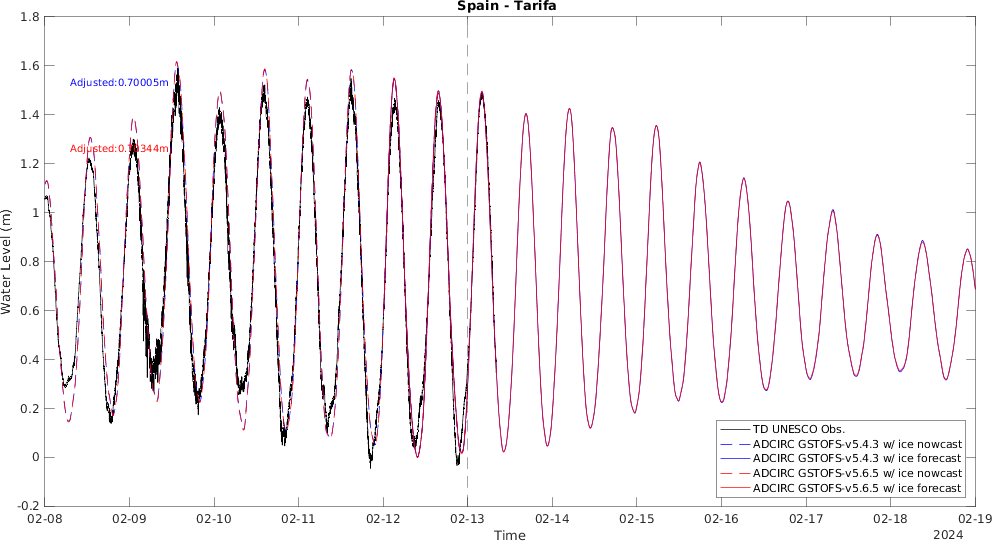 Spain - Tarifa
1.8
1.6
1.4
1.2
1
0.8
0.6
0.4
0.2
0
-0.2
Water Level (m)
Adjusted:0.70005m
02-08
02-09
02-10
02-11
02-12
02-13
02-14
02-15
02-16
02-17
02-18
02-19
Time
2024
TD UNESCO Obs.
ADCIRC GSTOFS-v5.4.3 w/ ice nowcast
ADCIRC GSTOFS-v5.4.3 w/ ice forecast
ADCIRC GSTOFS-v5.6.5 w/ ice nowcast
ADCIRC GSTOFS-v5.6.5 w/ ice forecast